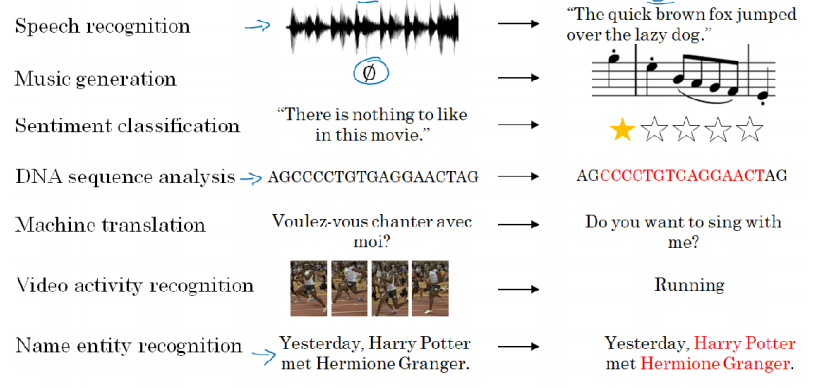 Speech recognition
“The quick brown fox jumped
over the lazy dog.”
Music generation
∅
Sentiment classification
“There is nothing to like
in this movie.”
DNA sequence analysis
AGCCCCTGTGAGGAACTAG
AGCCCCTGTGAGGAACTAG
Machine translation
Voulez-vous chanter avec
moi?
Do you want to sing with
me?
Video activity recognition
Running
Name entity recognition
Yesterday, Harry Potter
met Hermione Granger.
Yesterday, Harry Potter
met Hermione Granger.